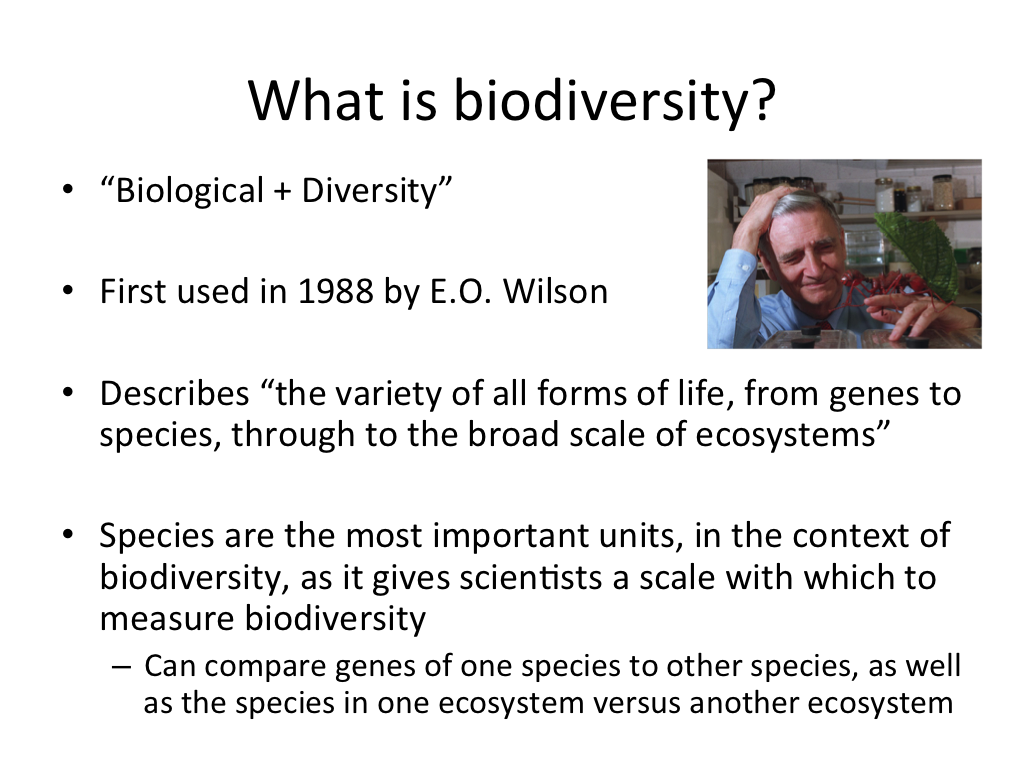 What is biodiversity?
• “Biological + Diversity”
• First used in 1988 by E.O. Wilson
• Describes “the variety of all forms of life, from genes to
species, through to the broad scale of ecosystems”
• Species are the most important units, in the context of
biodiversity, as it gives scientists a scale with which to
measure biodiversity
– Can compare genes of one species to other species, as well
as the species in one ecosystem versus another ecosystem